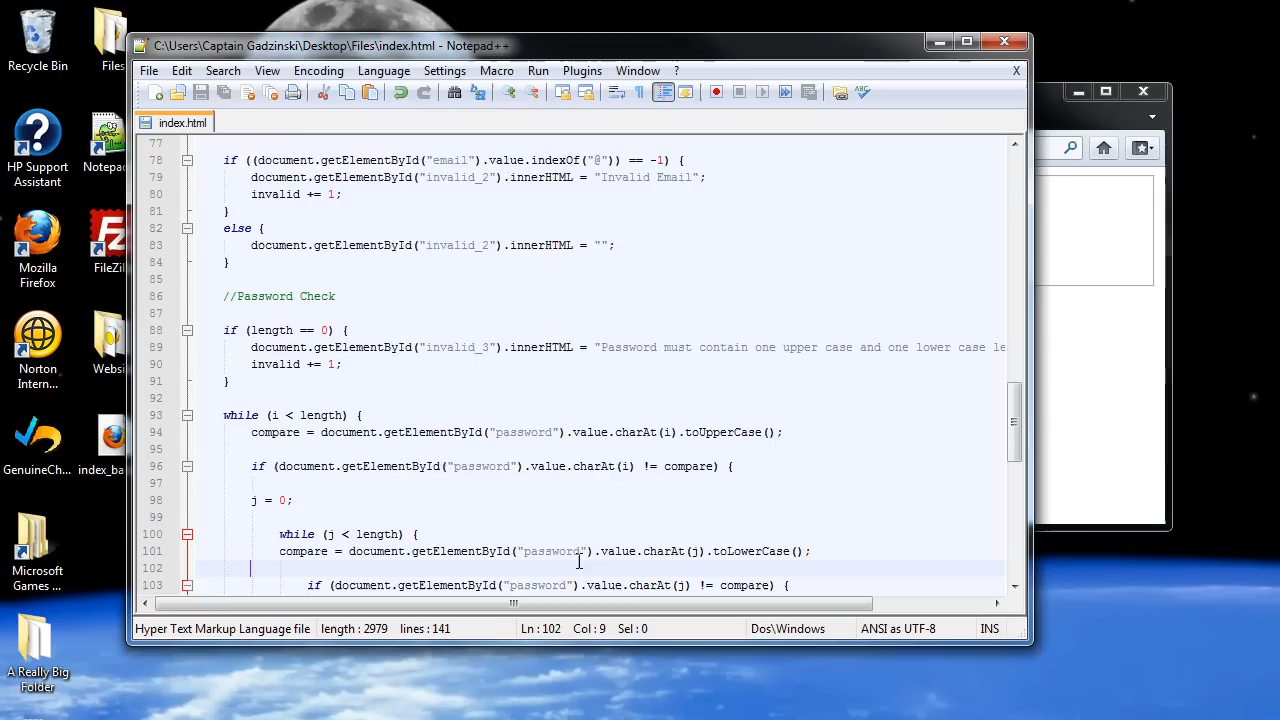 Recycle Bin
Files
HP Support
Assistant
Notepad
Mozilla
Firefox
FileZil
Norton
Intern...
Websi
GenuineCh...
index_ba
Microsoft
Games ...
A Really Big
Folder
C:\Users\Captain Gadzinski\Desktop\Files\index.html - Notepad++
File Edit Search View Encoding Language Settings Macro Run Plugins Window ? X
index.html
77
78 if ((document.getElementById("email").value.indexOf("@")) == -1) {
79 document.getElementById("invalid_2").innerHTML = "Invalid Email";
80 invalid += 1;
81 }
82 else {
83 document.getElementById("invalid_2").innerHTML = "";
84 }
85
86 //Password Check
87
88 if (length == 0) {
89 document.getElementById("invalid_3").innerHTML = "Password must contain one upper case and one lower case le
90 invalid += 1;
91 }
92
93 while (i < length) {
94 compare = document.getElementById("password").value.charAt(i).toUpperCase();
95
96 if (document.getElementById("password").value.charAt(i) != compare) {
97
98 j = 0;
99
100 while (j < length) {
101 compare = document.getElementById("password").value.charAt(j).toLowerCase();
102
103 if (document.getElementById("password").value.charAt(j) != compare) {
Hyper Text Markup Language file length : 2979 lines : 141 Ln : 102 Col : 9 Sel : 0 Dos\Windows ANSI as UTF-8 INS